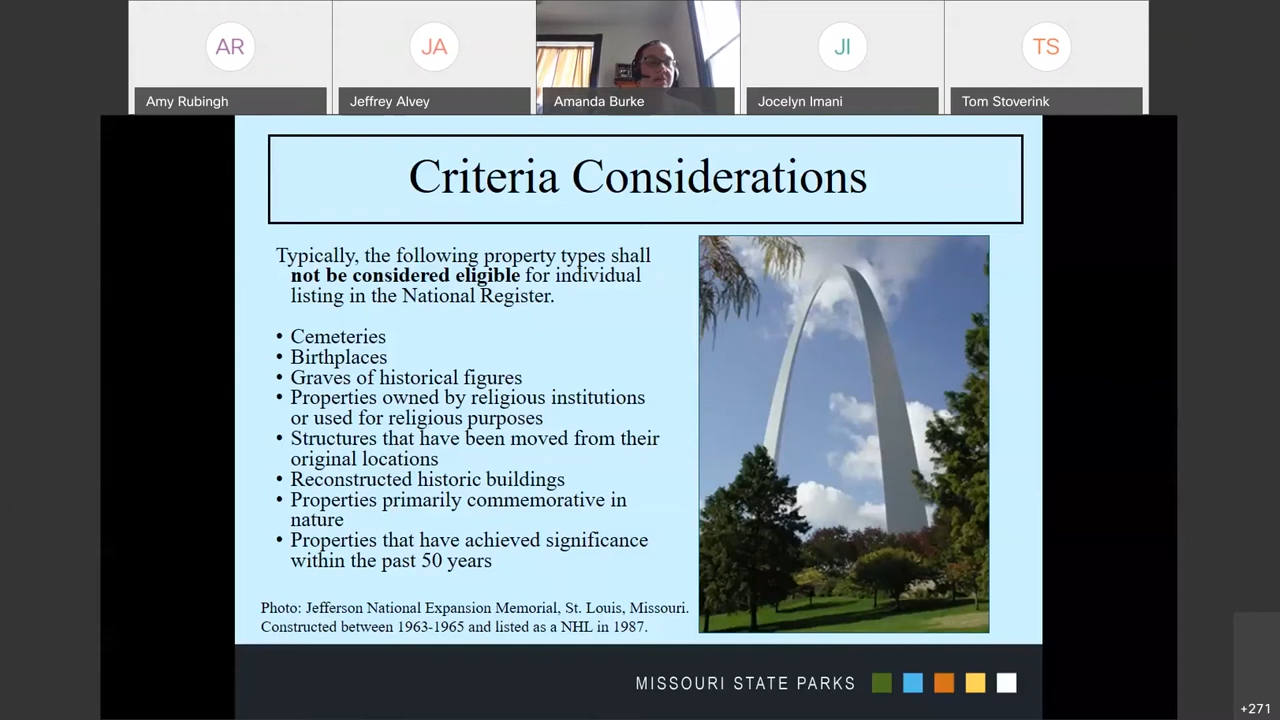 AR
JA
JI
TS
Amy Rubingh
Jeffrey Alvey
Amanda Burke
Jocelyn Imani
Tom Stoverink
Criteria Considerations
Typically, the following property types shall
not be considered eligible for individual
listing in the National Register.
• Cemeteries
• Birthplaces
• Graves of historical figures
• Properties owned by religious institutions
or used for religious purposes
• Structures that have been moved from their
original locations
• Reconstructed historic buildings
• Properties primarily commemorative in
nature
• Properties that have achieved significance
within the past 50 years
Photo: Jefferson National Expansion Memorial, St. Louis, Missouri.
Constructed between 1963-1965 and listed as a NHL in 1987.
MISSOURI STATE PARKS
+271